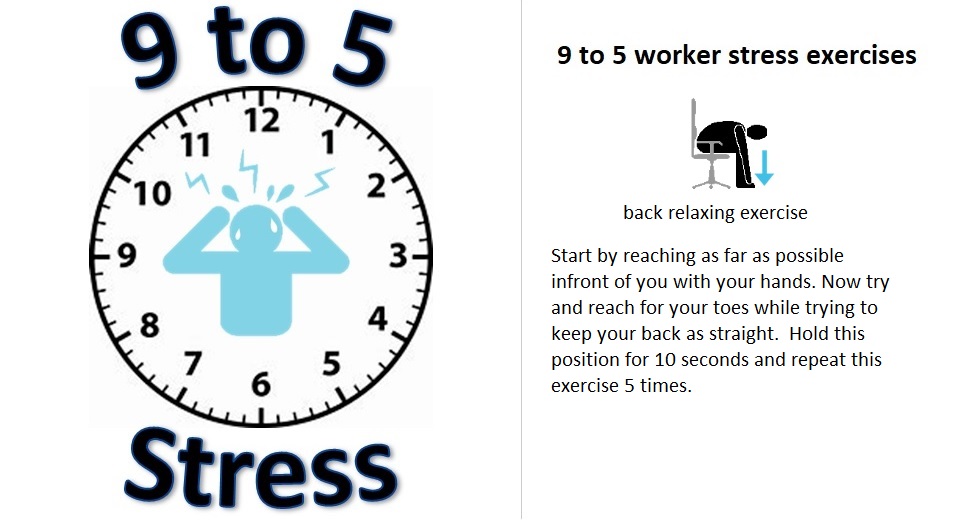 9 to 5
12
11
1
10
2
9
3
8
4
7
5
6
Stress
9 to 5 worker stress exercises
back relaxing exercise
Start by reaching as far as possible
infront of you with your hands. Now try
and reach for your toes while trying to
keep your back as straight.  Hold this
position for 10 seconds and repeat this
exercise 5 times.